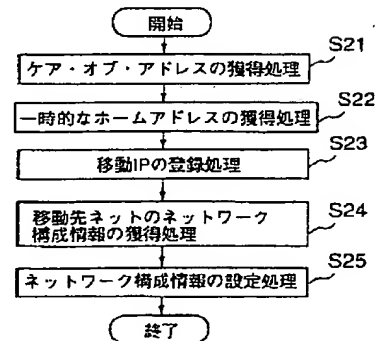 開始
S21
ケア・オブ・アドレスの獲得処理
S22
一時的なホームアドレスの獲得処理
S23
移動IPの登録処理
S24
移動先ネットのネットワーク
構成情報の獲得処理
S25
ネットワーク構成情報の設定処理
終了